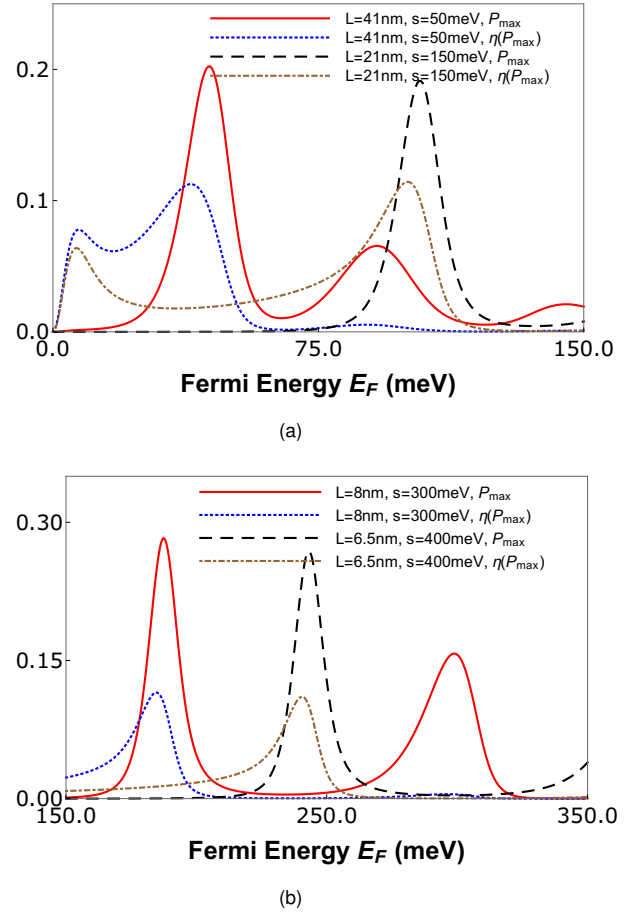 L=41nm, s=50meV, Pmax
L=41nm, s=50meV, η(Pmax)
L=21nm, s=150meV, Pmax
L=21nm, s=150meV, η(Pmax)
0.2
0.1
0.0
0.0 75.0 150.0
Fermi Energy EF (meV)
(a)
L=8nm, s=300meV, Pmax
L=8nm, s=300meV, η(Pmax)
L=6.5nm, s=400meV, Pmax
L=6.5nm, s=400meV, η(Pmax)
0.30
0.15
0.00
150.0 250.0 350.0
Fermi Energy EF (meV)
(b)